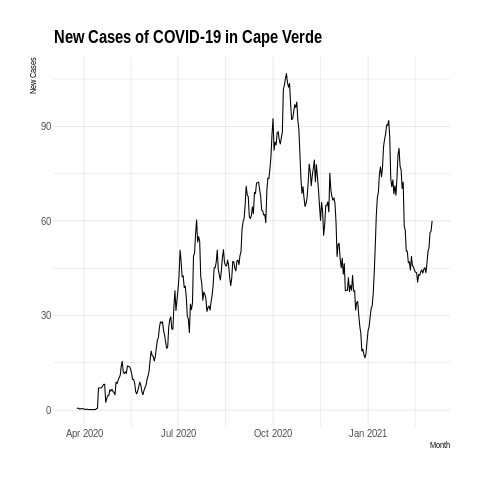 New Cases of COVID-19 in Cape Verde
New Cases
90
60
30
0
Apr 2020 Jul 2020 Oct 2020 Jan 2021
Month